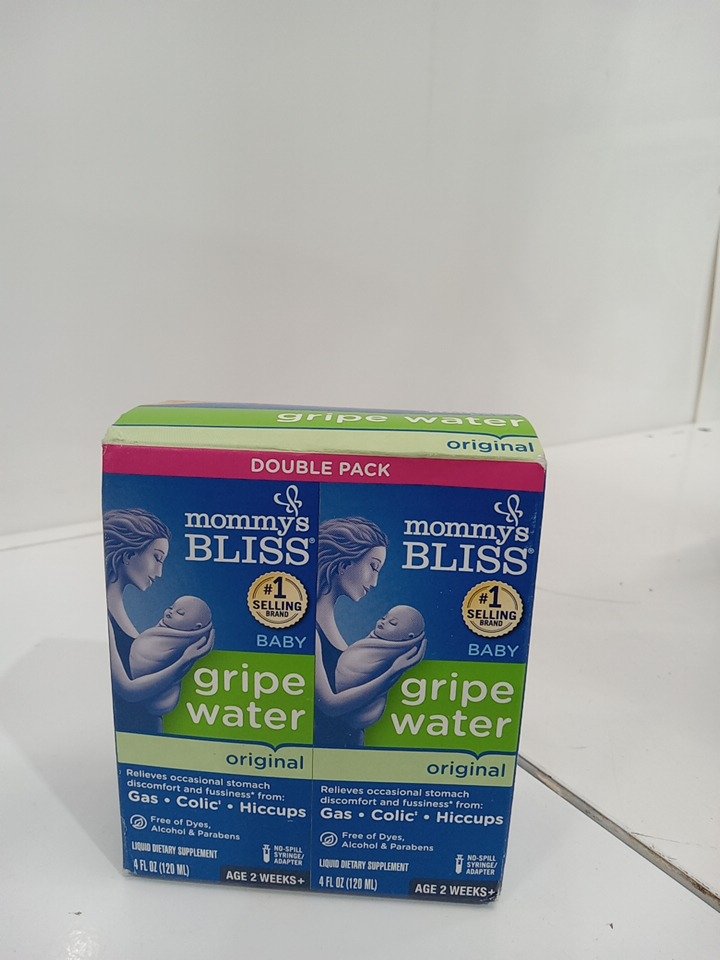 gripe water
original
DOUBLE PACK
mommy's
BLISS®
#1
SELLING
BRAND
BABY
gripe
water
original
Relieves occasional stomach
discomfort and fussiness* from:
Gas • Colic‡ • Hiccups
Free of Dyes,
Alcohol & Parabens
LIQUID DIETARY SUPPLEMENT
4 FL OZ (120 ML)
NO-SPILL
SYRINGE/
ADAPTER
AGE 2 WEEKS+
mommy's
BLISS®
#1
SELLING
BRAND
BABY
gripe
water
original
Relieves occasional stomach
discomfort and fussiness* from:
Gas • Colic‡ • Hiccups
Free of Dyes,
Alcohol & Parabens
LIQUID DIETARY SUPPLEMENT
4 FL OZ (120 ML)
NO-SPILL
SYRINGE/
ADAPTER
AGE 2 WEEKS+